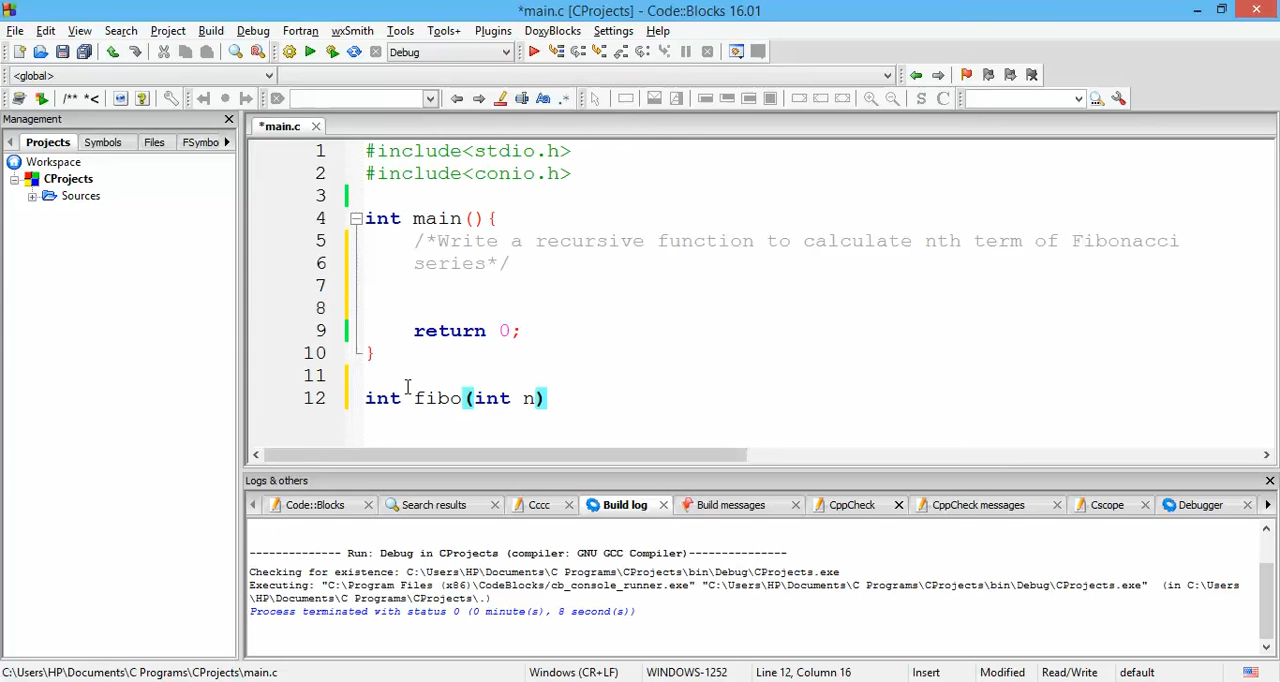 *main.c [CProjects] - Code::Blocks 16.01
File Edit View Search Project Build Debug Fortran wxSmith Tools Tools+ Plugins DoxyBlocks Settings Help
Debug
<global>
/** *<
S C
Management
Projects Symbols Files FSymbo
*main.c
Workspace
CProjects
Sources
1 #include<stdio.h>
2 #include<conio.h>
3
4 int main(){
5 /*Write a recursive function to calculate nth term of Fibonacci
6 series*/
7
8
9 return 0;
10 }
11
12 int fibo(int n)
Logs & others
Code::Blocks Search results Cccc Build log Build messages CppCheck CppCheck messages Cscope Debugger
-------------- Run: Debug in CProjects (compiler: GNU GCC Compiler)---------------
Checking for existence: C:\Users\HP\Documents\C Programs\CProjects\bin\Debug\CProjects.exe
Executing: "C:\Program Files (x86)\CodeBlocks/cb_console_runner.exe" "C:\Users\HP\Documents\C Programs\CProjects\bin\Debug\CProjects.exe"  (in C:\Users
\HP\Documents\C Programs\CProjects\.)
Process terminated with status 0 (0 minute(s), 8 second(s))
C:\Users\HP\Documents\C Programs\CProjects\main.c Windows (CR+LF) WINDOWS-1252 Line 12, Column 16 Insert Modified Read/Write default